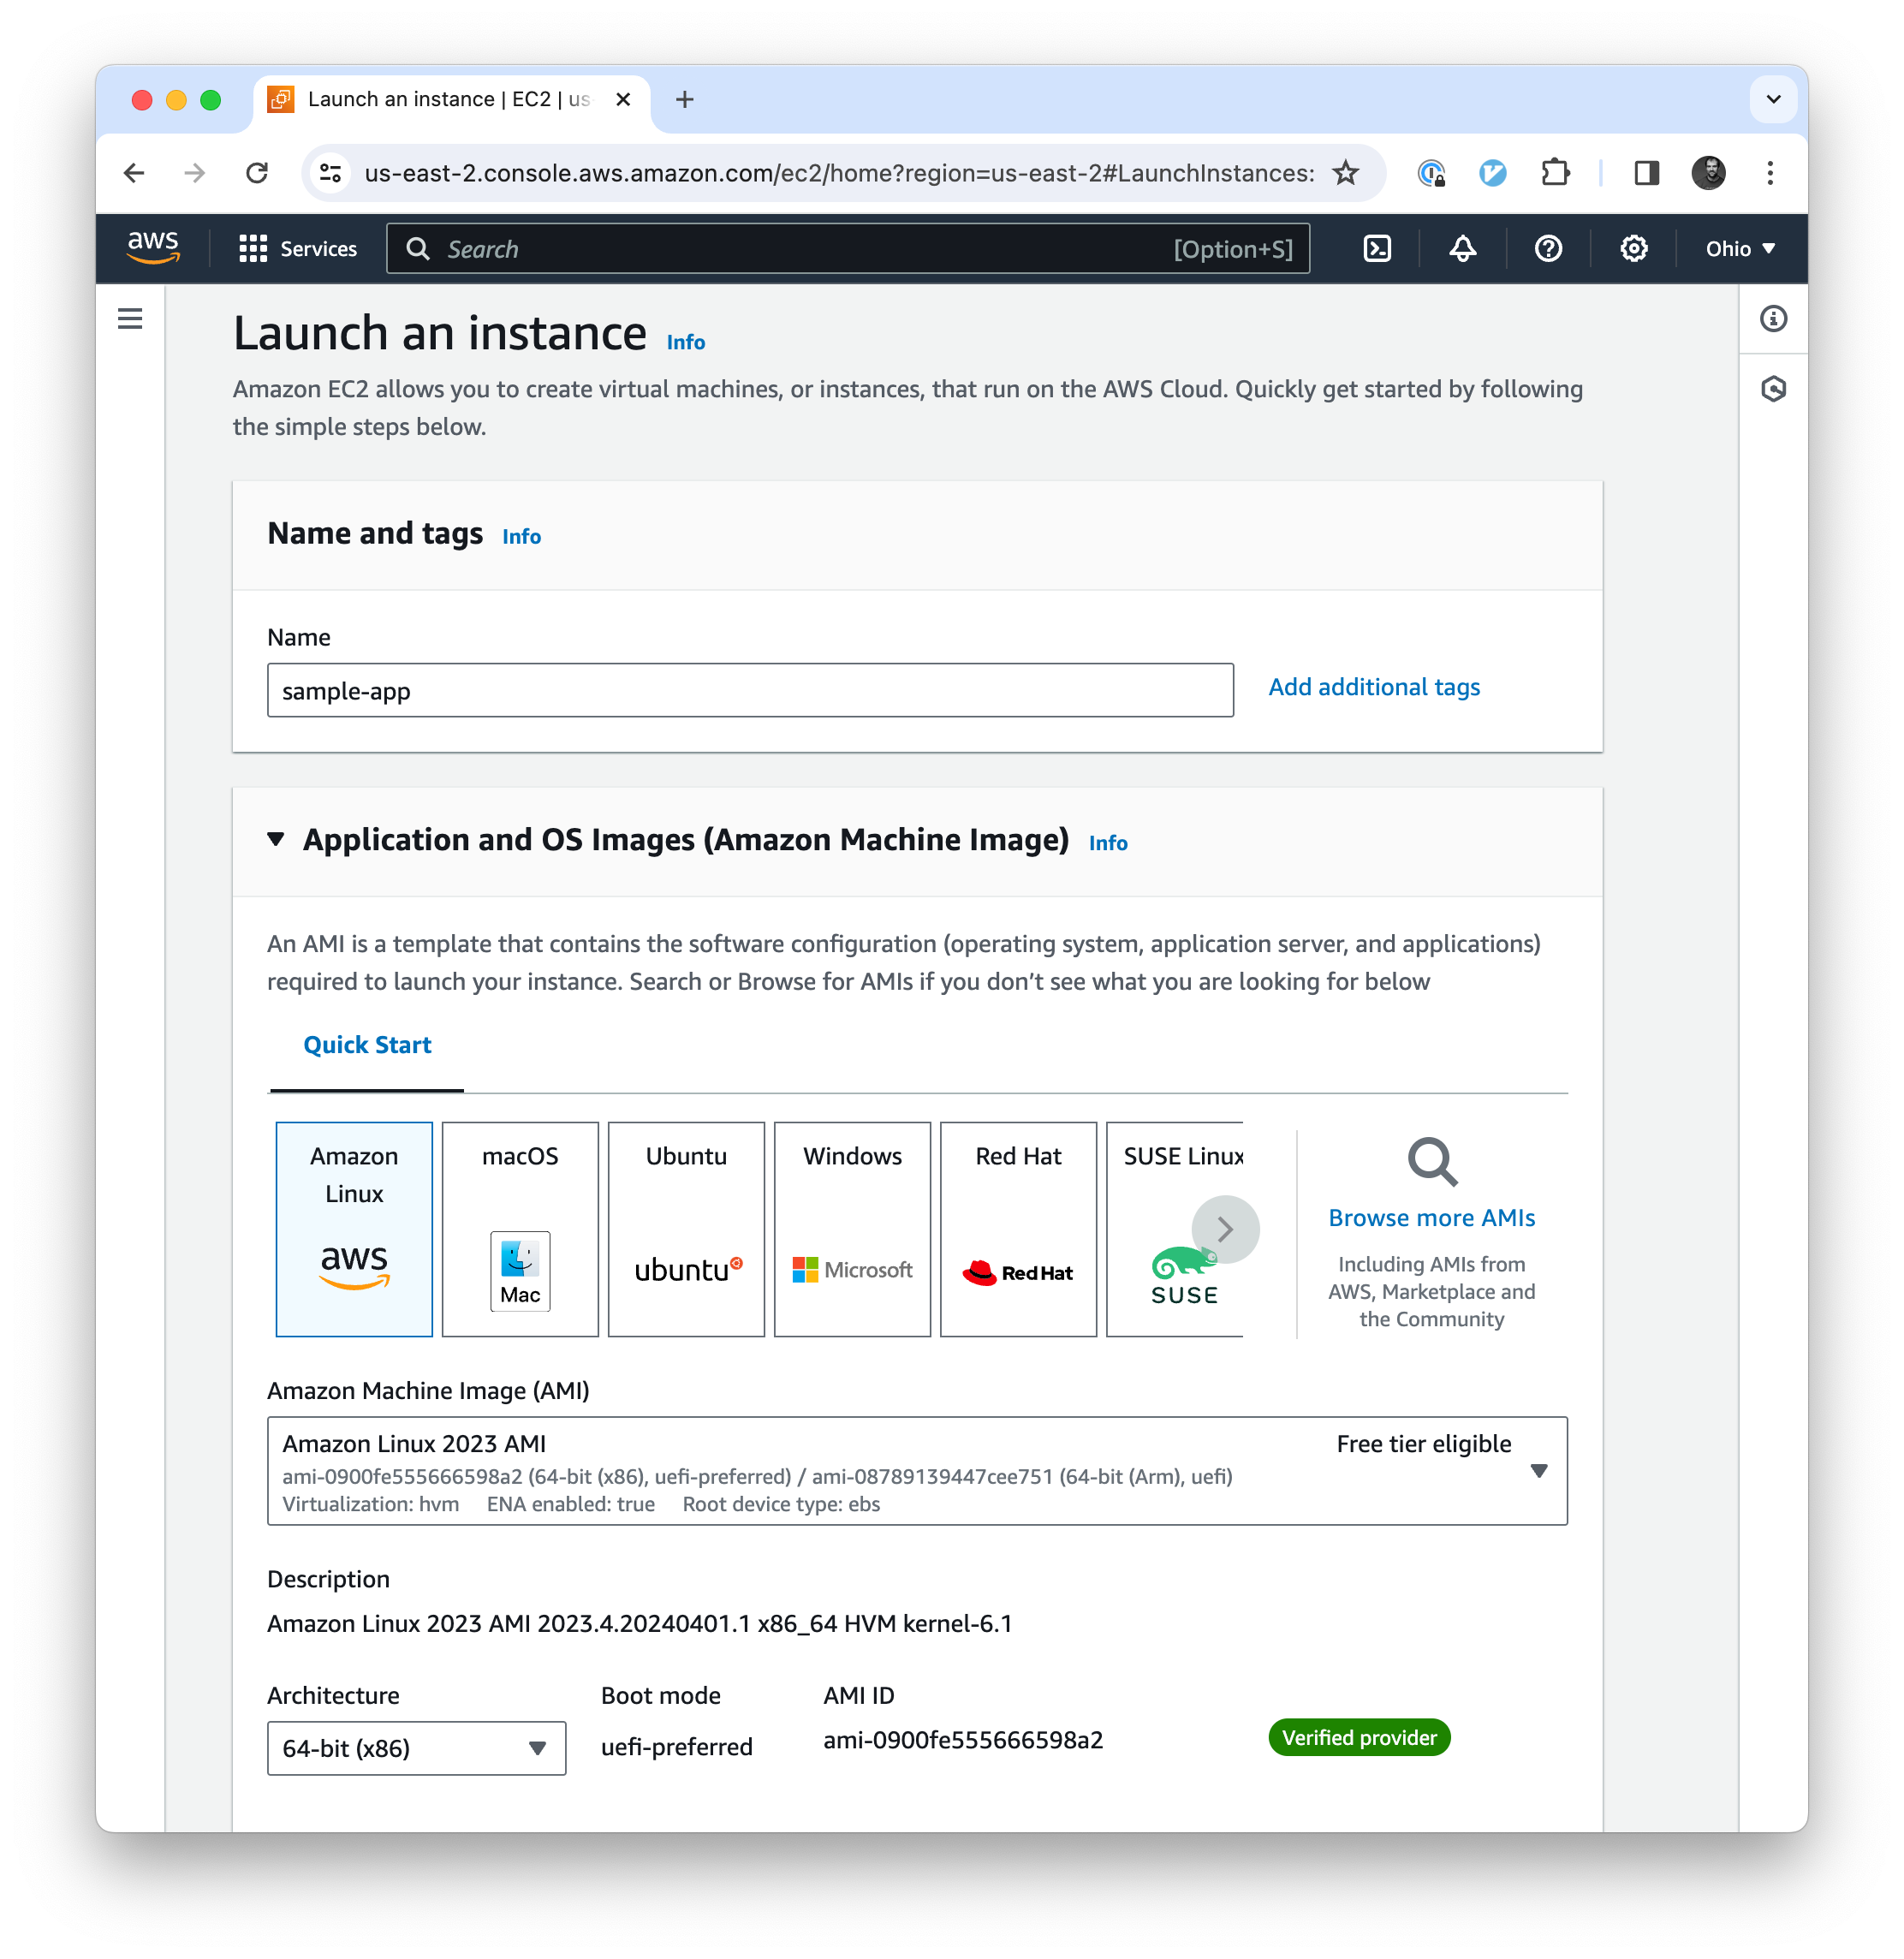 Launch an instance | EC2 | us-
us-east-2.console.aws.amazon.com/ec2/home?region=us-east-2#LaunchInstances:
aws
Services
Search
[Option+S]
Ohio
Launch an instance Info
Amazon EC2 allows you to create virtual machines, or instances, that run on the AWS Cloud. Quickly get started by following
the simple steps below.
Name and tags Info
Name
sample-app
Add additional tags
Application and OS Images (Amazon Machine Image) Info
An AMI is a template that contains the software configuration (operating system, application server, and applications)
required to launch your instance. Search or Browse for AMIs if you don’t see what you are looking for below
Quick Start
Amazon
Linux
aws
macOS
Mac
Ubuntu
ubuntu
Windows
Microsoft
Red Hat
Red Hat
SUSE Linux
SUSE
Browse more AMIs
Including AMIs from
AWS, Marketplace and
the Community
Amazon Machine Image (AMI)
Amazon Linux 2023 AMI
Free tier eligible
ami-0900fe555666598a2 (64-bit (x86), uefi-preferred) / ami-08789139447cee751 (64-bit (Arm), uefi)
Virtualization: hvm ENA enabled: true Root device type: ebs
Description
Amazon Linux 2023 AMI 2023.4.20240401.1 x86_64 HVM kernel-6.1
Architecture
64-bit (x86)
Boot mode
uefi-preferred
AMI ID
ami-0900fe555666598a2
Verified provider